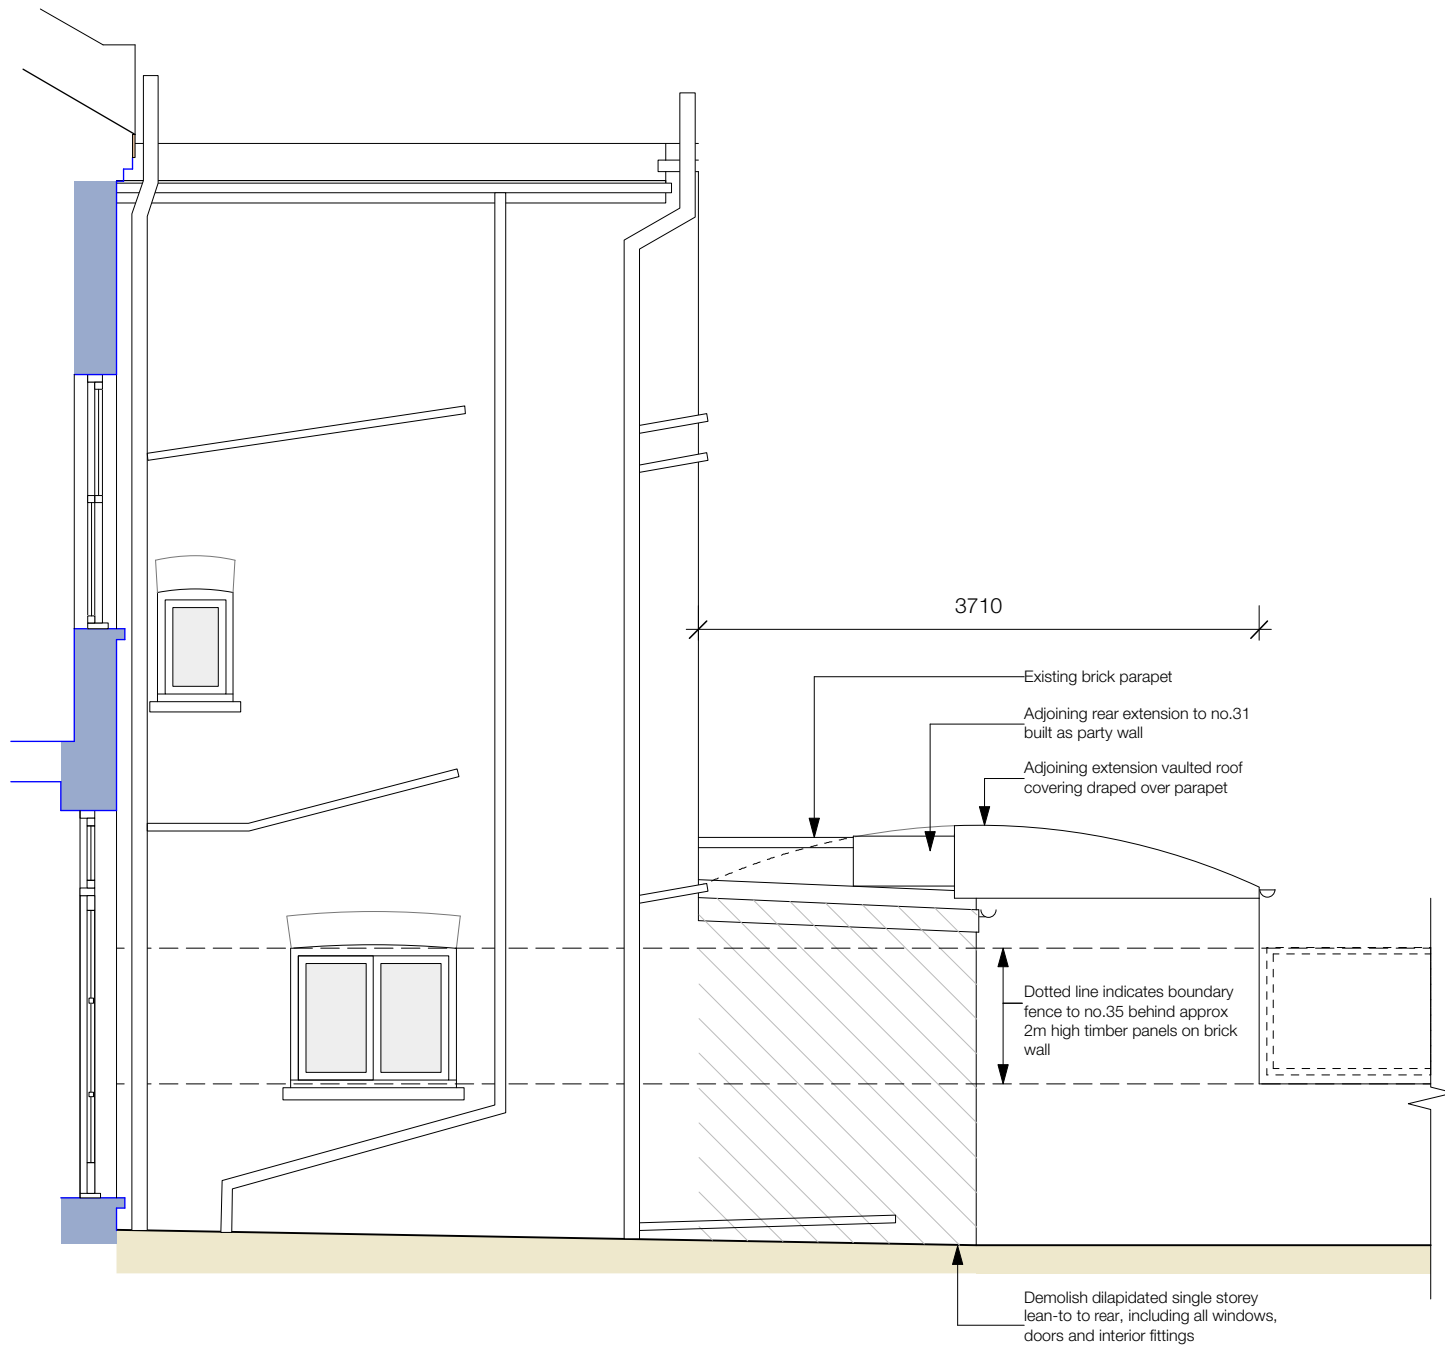 3710
Existing brick parapet
Adjoining rear extension to no.31
built as party wall
Adjoining extension vaulted roof
covering draped over parapet
Dotted line indicates boundary
fence to no.35 behind approx
2m high timber panels on brick
wall
Demolish dilapidated single storey
lean-to to rear, including all windows,
doors and interior fittings